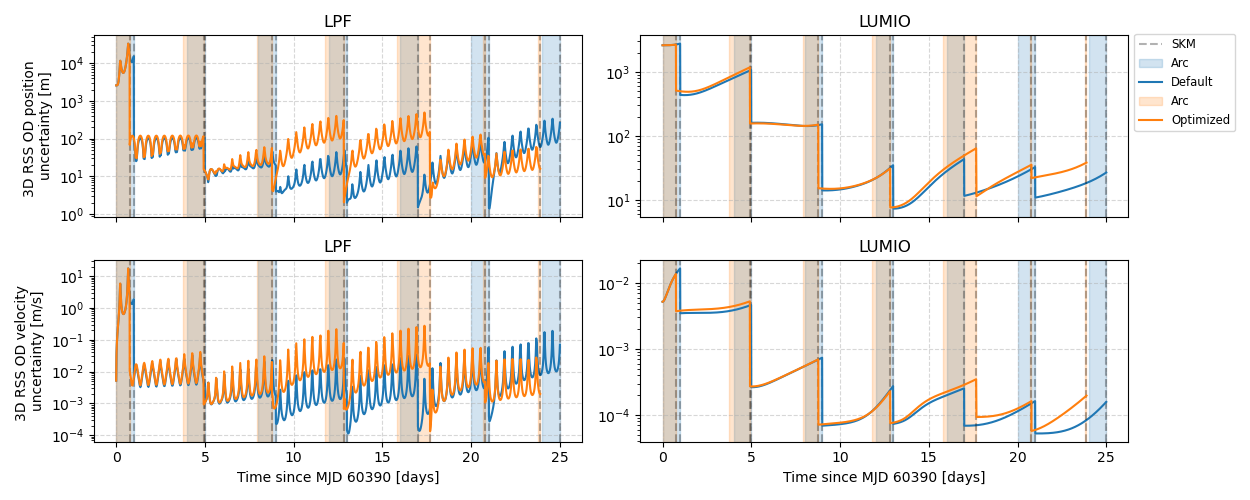 LPF
LUMIO
3D RSS OD position
uncertainty [m]
10⁴
10³
10²
10¹
10⁰
10³
10²
10¹
SKM
Arc
Default
Arc
Optimized
LPF
LUMIO
3D RSS OD velocity
uncertainty [m/s]
10¹
10⁰
10⁻¹
10⁻²
10⁻³
10⁻⁴
10⁻²
10⁻³
10⁻⁴
0 5 10 15 20 25
0 5 10 15 20 25
Time since MJD 60390 [days]
Time since MJD 60390 [days]